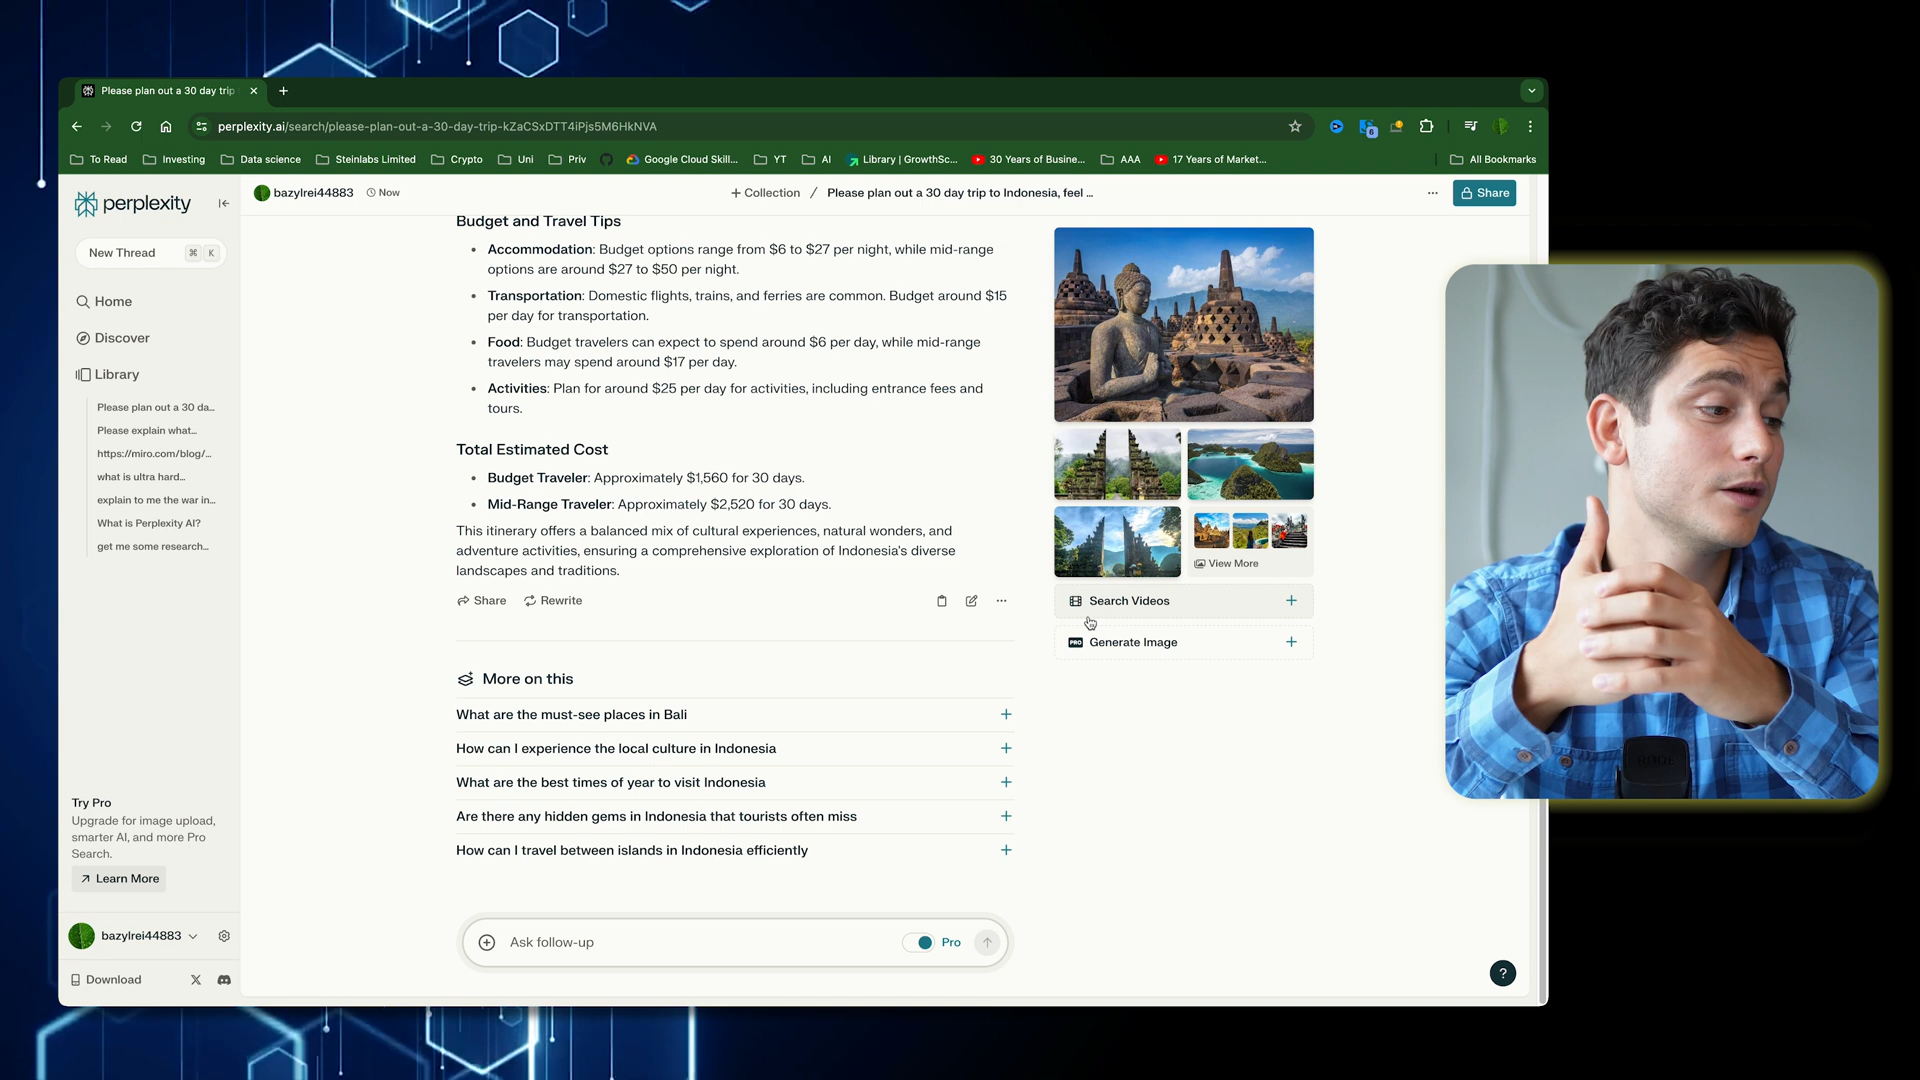 Please plan out a 30 day trip
perplexity.ai/search/please-plan-out-a-30-day-trip-kZaCSxDTT4iPjs5M6HkNVA
To Read
Investing
Data science
Steinlabs Limited
Crypto
Uni
Priv
Google Cloud Skill...
YT
AI
Library | GrowthSc...
30 Years of Busine...
AAA
17 Years of Market...
All Bookmarks
perplexity
bazylrei44883
Now
+ Collection / Please plan out a 30 day trip to Indonesia, feel ...
Share
New Thread
⌘ K
Home
Discover
Library
Please plan out a 30 da...
Please explain what...
https://miro.com/blog/...
what is ultra hard...
explain to me the war in...
What is Perplexity AI?
get me some research...
Try Pro
Upgrade for image upload,
smarter AI, and more Pro
Search.
Learn More
bazylrei44883
Download
Budget and Travel Tips
• Accommodation: Budget options range from $6 to $27 per night, while mid-range
options are around $27 to $50 per night.
• Transportation: Domestic flights, trains, and ferries are common. Budget around $15
per day for transportation.
• Food: Budget travelers can expect to spend around $6 per day, while mid-range
travelers may spend around $17 per day.
• Activities: Plan for around $25 per day for activities, including entrance fees and
tours.
Total Estimated Cost
• Budget Traveler: Approximately $1,560 for 30 days.
• Mid-Range Traveler: Approximately $2,520 for 30 days.
This itinerary offers a balanced mix of cultural experiences, natural wonders, and
adventure activities, ensuring a comprehensive exploration of Indonesia's diverse
landscapes and traditions.
Share
Rewrite
More on this
What are the must-see places in Bali
How can I experience the local culture in Indonesia
What are the best times of year to visit Indonesia
Are there any hidden gems in Indonesia that tourists often miss
How can I travel between islands in Indonesia efficiently
Ask follow-up
Pro
View More
Search Videos
PRO Generate Image
?
RØDE